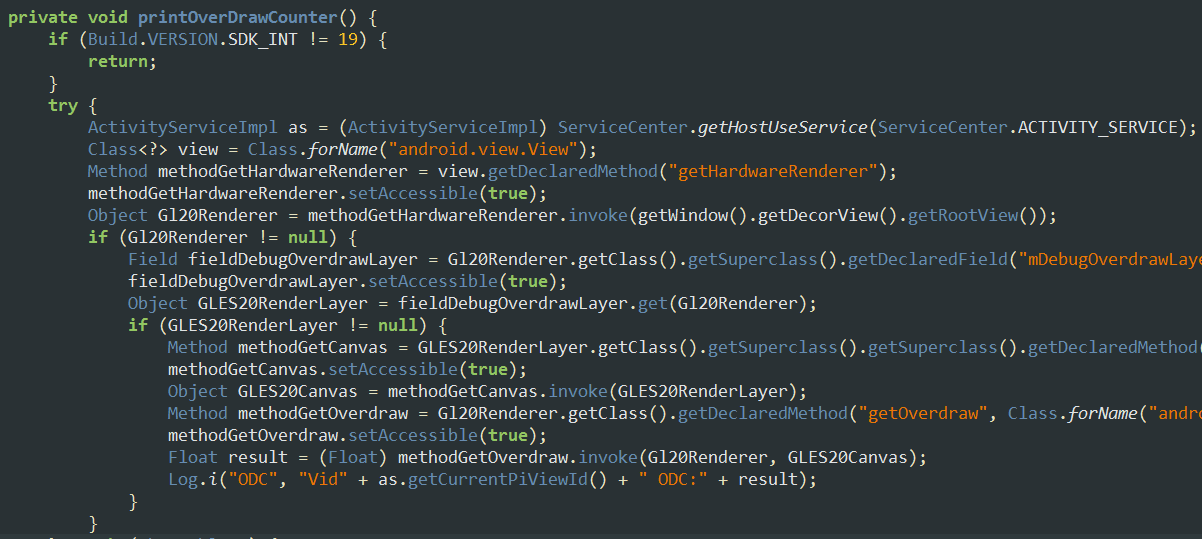 private void printOverDrawCounter() {
    if (Build.VERSION.SDK_INT != 19) {
        return;
    }
    try {
        ActivityServiceImpl as = (ActivityServiceImpl) ServiceCenter.getHostUseService(ServiceCenter.ACTIVITY_SERVICE);
        Class<?> view = Class.forName("android.view.View");
        Method methodGetHardwareRenderer = view.getDeclaredMethod("getHardwareRenderer");
        methodGetHardwareRenderer.setAccessible(true);
        Object Gl20Renderer = methodGetHardwareRenderer.invoke(getWindow().getDecorView().getRootView());
        if (Gl20Renderer != null) {
            Field fieldDebugOverdrawLayer = Gl20Renderer.getClass().getSuperclass().getDeclaredField("mDebugOverdrawLaye
            fieldDebugOverdrawLayer.setAccessible(true);
            Object GLES20RenderLayer = fieldDebugOverdrawLayer.get(Gl20Renderer);
            if (GLES20RenderLayer != null) {
                Method methodGetCanvas = GLES20RenderLayer.getClass().getSuperclass().getSuperclass().getDeclaredMethod(
                methodGetCanvas.setAccessible(true);
                Object GLES20Canvas = methodGetCanvas.invoke(GLES20RenderLayer);
                Method methodGetOverdraw = Gl20Renderer.getClass().getDeclaredMethod("getOverdraw", Class.forName("andro
                methodGetOverdraw.setAccessible(true);
                Float result = (Float) methodGetOverdraw.invoke(Gl20Renderer, GLES20Canvas);
                Log.i("ODC", "Vid" + as.getCurrentPiViewId() + " ODC:" + result);
            }
        }